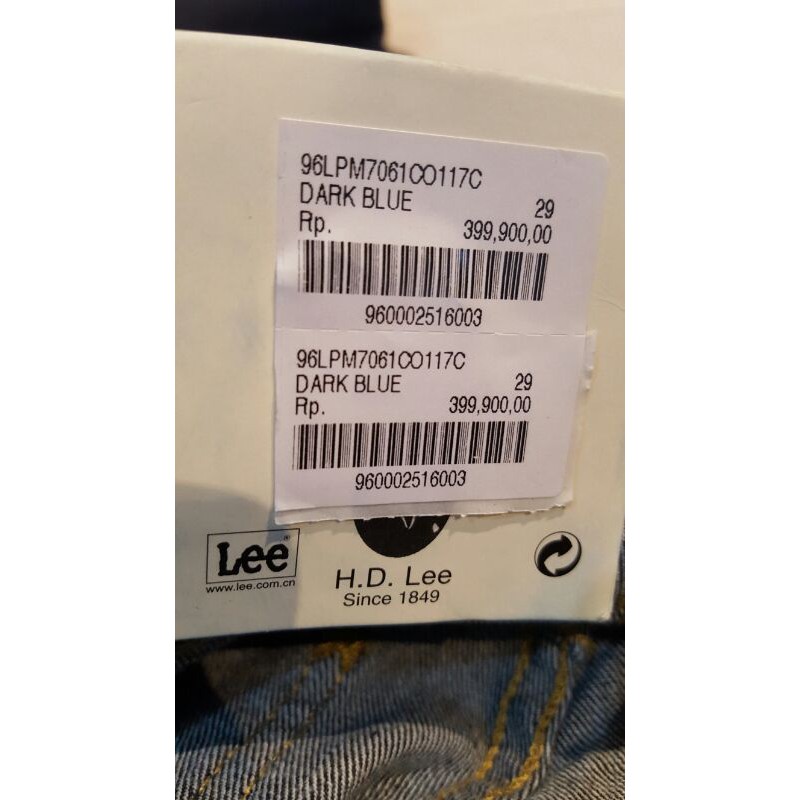 96LPM7061CO117C
DARK BLUE 29
Rp. 399,900,00
960002516003
96LPM7061CO117C
DARK BLUE 29
Rp. 399,900,00
960002516003
Lee®
www.lee.com.cn
H.D. Lee
Since 1849